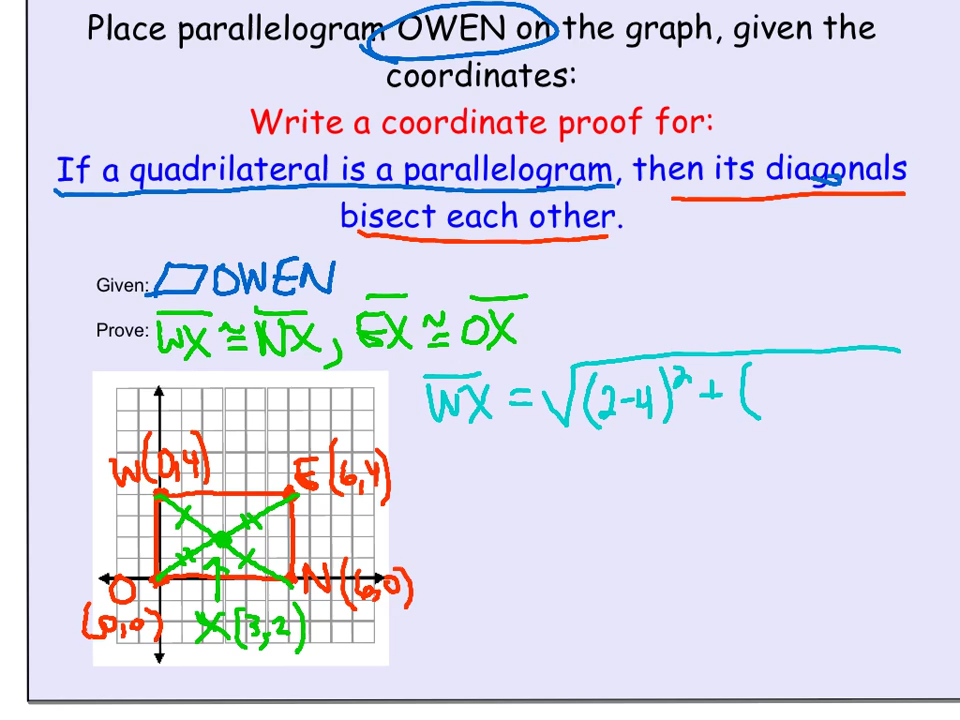 Place parallelogram OWEN on the graph, given the
coordinates:
Write a coordinate proof for:
If a quadrilateral is a parallelogram, then its diagonals
bisect each other.
Given: ▱OWEN
Prove: WX ≅ NX, EX ≅ OX
WX = √(2-4)² + (
W(0,4) E(6,4)
O N(6,0)
(0,0) X(3,2)